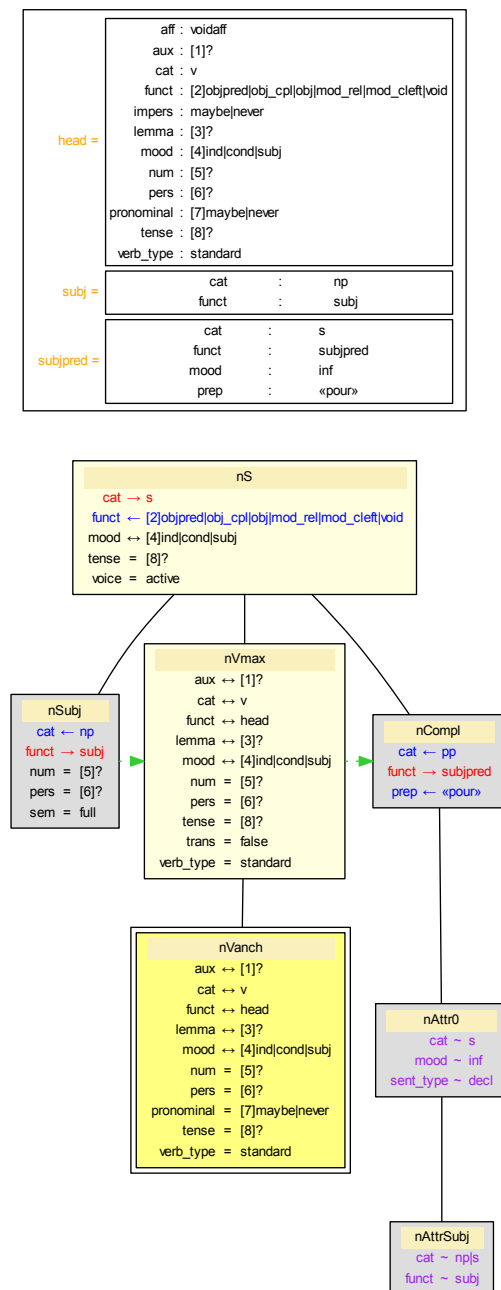 head =
aff : voidaff
aux : [1]?
cat : v
funct : [2]objpred|obj_cpl|obj|mod_rel|mod_cleft|void
impers : maybe|never
lemma : [3]?
mood : [4]ind|cond|subj
num : [5]?
pers : [6]?
pronominal : [7]maybe|never
tense : [8]?
verb_type : standard
subj =
cat : np
funct : subj
subjpred =
cat : s
funct : subjpred
mood : inf
prep : «pour»
nS
cat → s
funct ← [2]objpred|obj_cpl|obj|mod_rel|mod_cleft|void
mood ↔ [4]ind|cond|subj
tense = [8]?
voice = active
nSubj
cat ← np
funct → subj
num = [5]?
pers = [6]?
sem = full
nVmax
aux ↔ [1]?
cat ↔ v
funct ↔ head
lemma ↔ [3]?
mood ↔ [4]ind|cond|subj
num = [5]?
pers = [6]?
tense = [8]?
trans = false
verb_type = standard
nCompl
cat ← pp
funct → subjpred
prep ← «pour»
nVanch
aux ↔ [1]?
cat ↔ v
funct ↔ head
lemma ↔ [3]?
mood ↔ [4]ind|cond|subj
num = [5]?
pers = [6]?
pronominal = [7]maybe|never
tense = [8]?
verb_type = standard
nAttr0
cat ~ s
mood ~ inf
sent_type ~ decl
nAttrSubj
cat ~ np|s
funct ~ subj